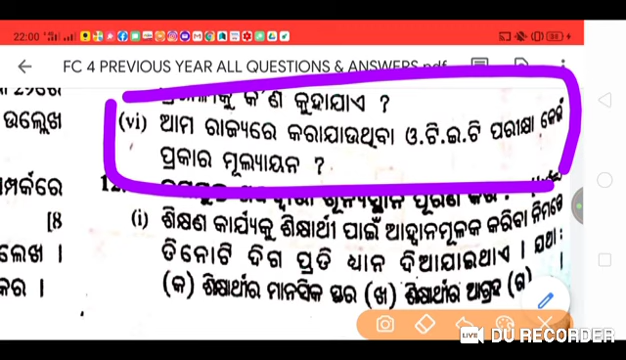 22:00
FC 4 PREVIOUS YEAR ALL QUESTIONS & ANSWERS.pdf
କ'ଣ କୁହାଯାଏ ?
ଉଲ୍ଲେଖ
(vi) ଆମ ରାଜ୍ୟରେ କରାଯାଉଥିବା ଓ.ଟି.ଇ.ଟି ପରୀକ୍ଷା କେଉଁ
ପ୍ରକାର ମୂଲ୍ୟାୟନ ?
ମ୍ପର୍କରେ
ଶୂନ୍ୟସ୍ଥାନ ପୂରଣ କର :
[8
(i) ଶିକ୍ଷଣ କାର୍ଯ୍ୟକୁ ଶିକ୍ଷାର୍ଥୀ ପାଇଁ ଆହ୍ୱାନମୂଳକ କରିବା ନିମନ୍ତେ
ଲେଖ ।
ତିନୋଟି ଦିଗ ପ୍ରତି ଧ୍ୟାନ ଦିଆଯାଇଥାଏ । ଯଥା :
କର ।
(କ) ଶିକ୍ଷାର୍ଥୀର ମାନସିକ ସ୍ତର (ଖ) ଶିକ୍ଷାର୍ଥୀର ଆଗ୍ରହ (ଗ) ।
LIVE DU RECORDER